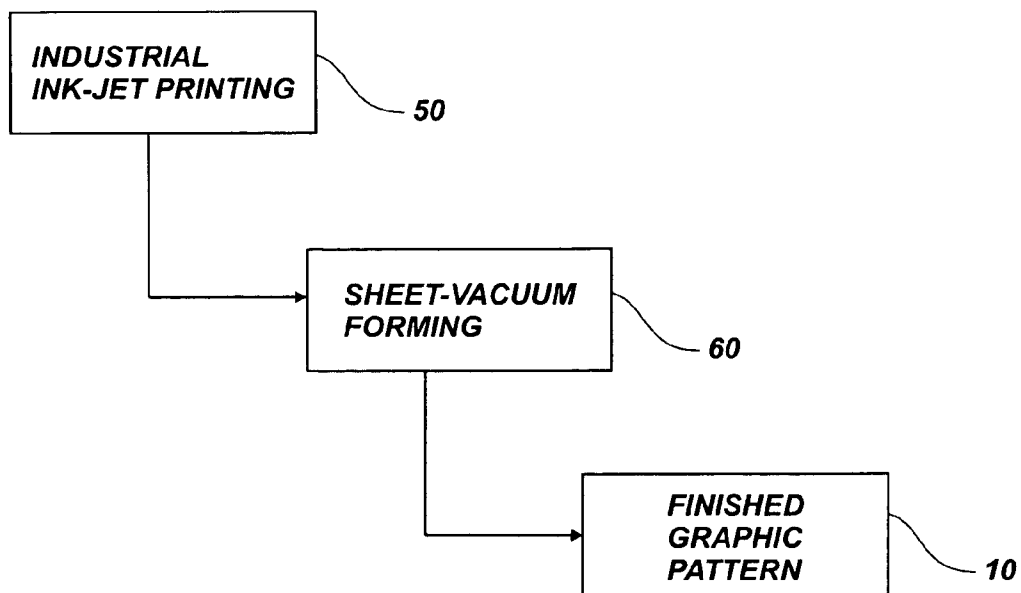 INDUSTRIAL
INK-JET PRINTING
50
SHEET-VACUUM
FORMING
60
FINISHED
GRAPHIC
PATTERN
10